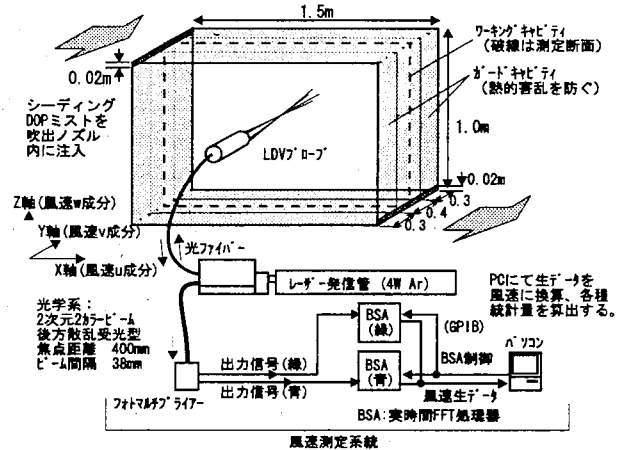 1.5m
ワーキングキャビティ
(破線は測定断面)
ガードキャビティ
(熱的害乱を防ぐ)
0.02m
シーディング
DOPミストを
吹出ノズル
内に注入
LDVプローブ
1.0m
0.02m
0.3
0.4
0.3
Z軸(風速w成分)
Y軸(風速v成分)
X軸(風速u成分)
光ファイバー
レーザー発信管 (4W Ar)
PCにて生データを
風速に換算、各種
統計量を算出する。
光学系：
2次元2カラービーム
後方散乱受光型
焦点距離 400mm
ビーム間隔 38mm
BSA
(緑)
(GPIB)
パソコン
BSA制御
出力信号(緑)
BSA
(青)
出力信号(青)
風速生データ
フォトマルチプライアー
BSA:実時間FFT処理器
風速測定系統